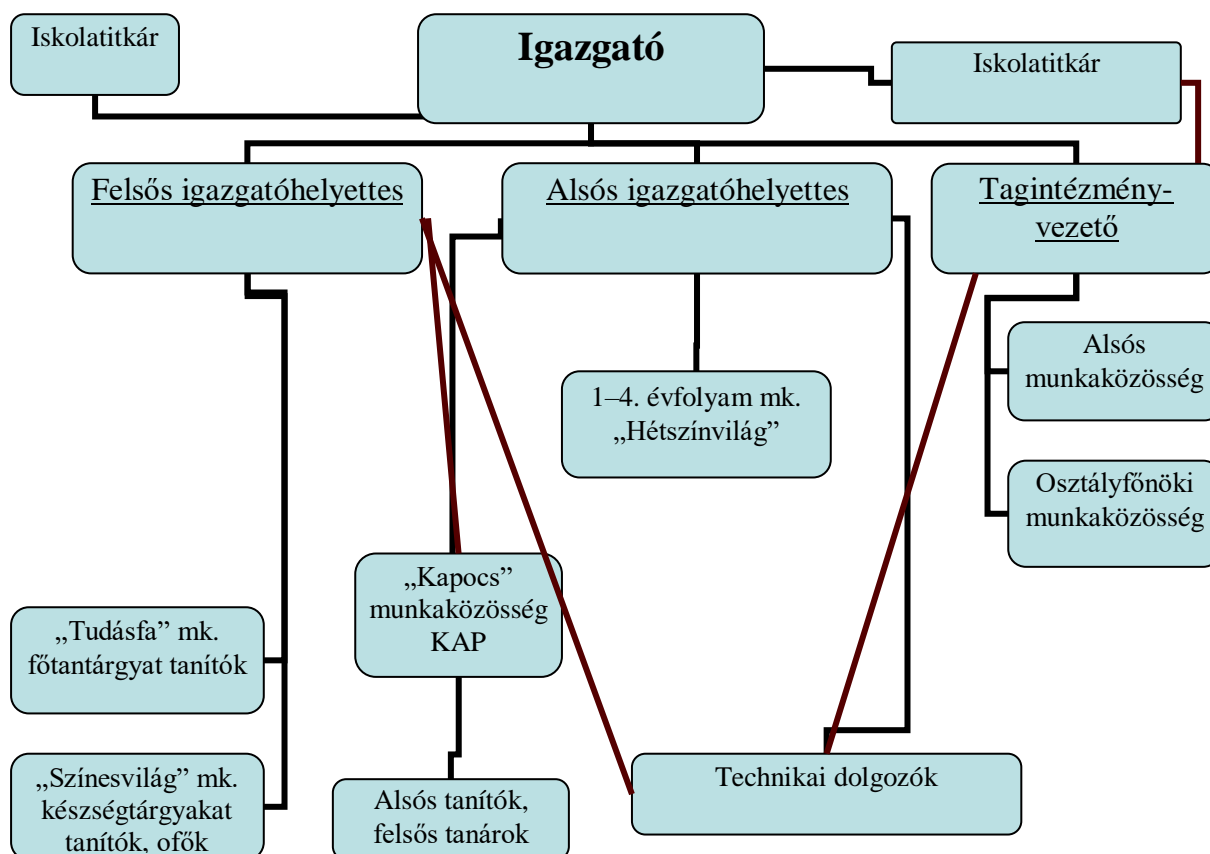 Iskolatitkár
Igazgató
Iskolatitkár
Felsős igazgatóhelyettes
Alsós igazgatóhelyettes
Tagintézmény-
vezető
Alsós
munkaközösség
1–4. évfolyam mk.
„Hétszínvilág”
Osztályfőnöki
munkaközösség
„Kapocs”
munkaközösség
KAP
„Tudásfa” mk.
főtantárgyat tanítók
„Színesvilág” mk.
készségtárgyakat
tanítók, ofők
Alsós tanítók,
felsős tanárok
Technikai dolgozók